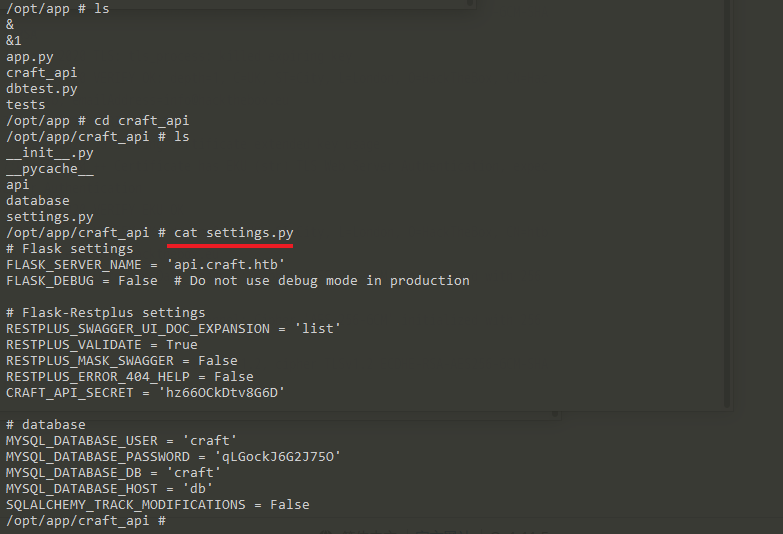 /opt/app # ls
&
&1
app.py
craft_api
dbtest.py
tests
/opt/app # cd craft_api
/opt/app/craft_api # ls
__init__.py
__pycache__
api
database
settings.py
/opt/app/craft_api # cat settings.py
# Flask settings
FLASK_SERVER_NAME = 'api.craft.htb'
FLASK_DEBUG = False  # Do not use debug mode in production

# Flask-Restplus settings
RESTPLUS_SWAGGER_UI_DOC_EXPANSION = 'list'
RESTPLUS_VALIDATE = True
RESTPLUS_MASK_SWAGGER = False
RESTPLUS_ERROR_404_HELP = False
CRAFT_API_SECRET = 'hz66OCkDtv8G6D'

# database
MYSQL_DATABASE_USER = 'craft'
MYSQL_DATABASE_PASSWORD = 'qLGockJ6G2J75O'
MYSQL_DATABASE_DB = 'craft'
MYSQL_DATABASE_HOST = 'db'
SQLALCHEMY_TRACK_MODIFICATIONS = False
/opt/app/craft_api #